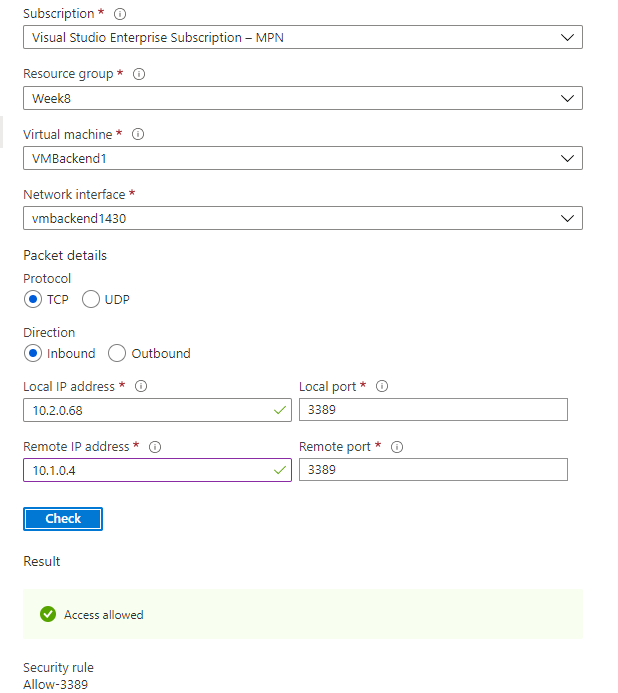 Subscription *
Visual Studio Enterprise Subscription – MPN
Resource group *
Week8
Virtual machine *
VMBackend1
Network interface *
vmbackend1430
Packet details
Protocol
TCP UDP
Direction
Inbound Outbound
Local IP address * Local port *
10.2.0.68 3389
Remote IP address * Remote port *
10.1.0.4 3389
Check
Result
Access allowed
Security rule
Allow-3389